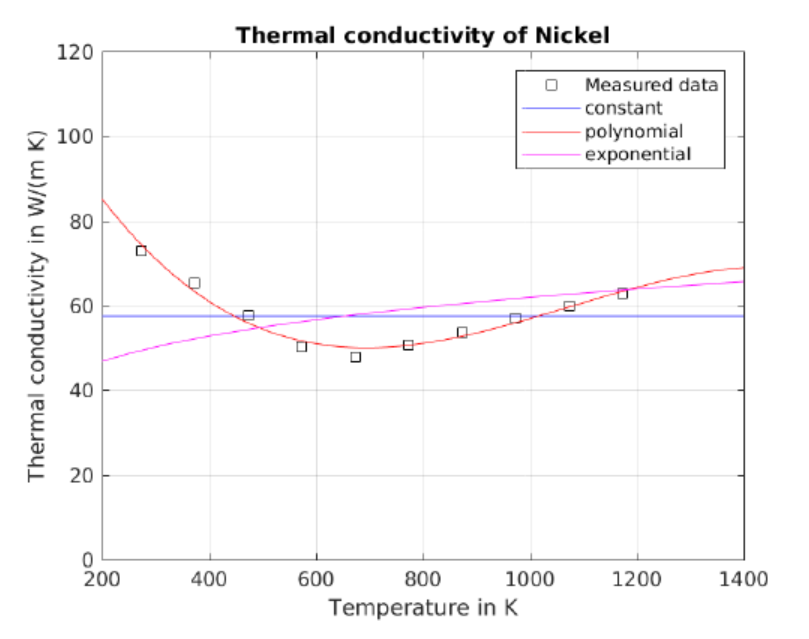 Thermal conductivity of Nickel
120
100
80
60
40
20
0
Thermal conductivity in W/(m K)
Measured data
constant
polynomial
exponential
200 400 600 800 1000 1200 1400
Temperature in K